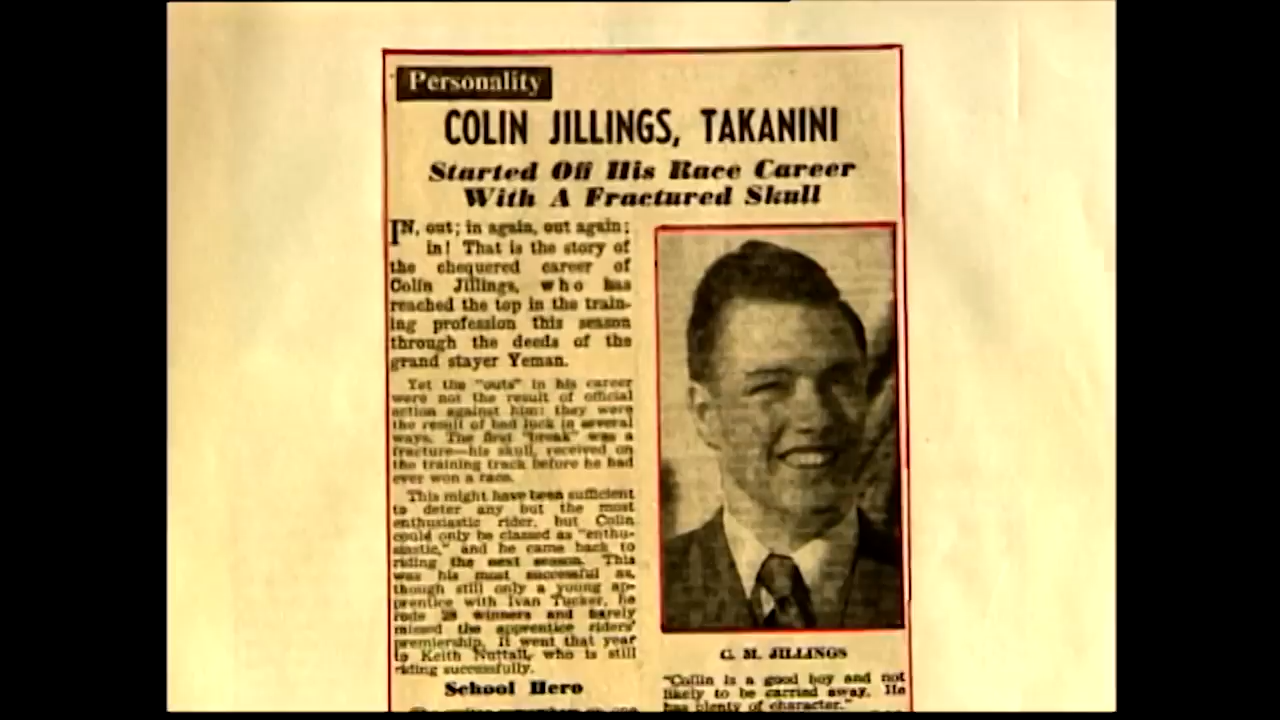 Personality
COLIN JILLINGS, TAKANINI
Started Off His Race Career
With A Fractured Skull
IN, out; in again, out again;
in! That is the story of
the chequered career of
Colin Jillings, who has
reached the top in the train-
ing profession this season
through the deeds of the
grand stayer Yeman.
Yet the "outs" in his career
were not the result of official
action against him: they were
the result of bad luck in several
ways. The first "break" was a
fracture—his skull, received on
the training track before he had
ever won a race.
This might have been sufficient
to deter any but the most
enthusiastic rider, but Colin
could only be classed as "enthu-
siastic," and he came back to
riding the next season. This
was his most successful as,
though still only a young ap-
prentice with Ivan Tucker, he
rode 28 winners and barely
missed the apprentice riders'
premiership. It went that year
to Keith Nuttall, who is still
riding successfully.
School Hero
C. M. JILLINGS
"Collin is a good boy and not
likely to be carried away. He
has plenty of character."